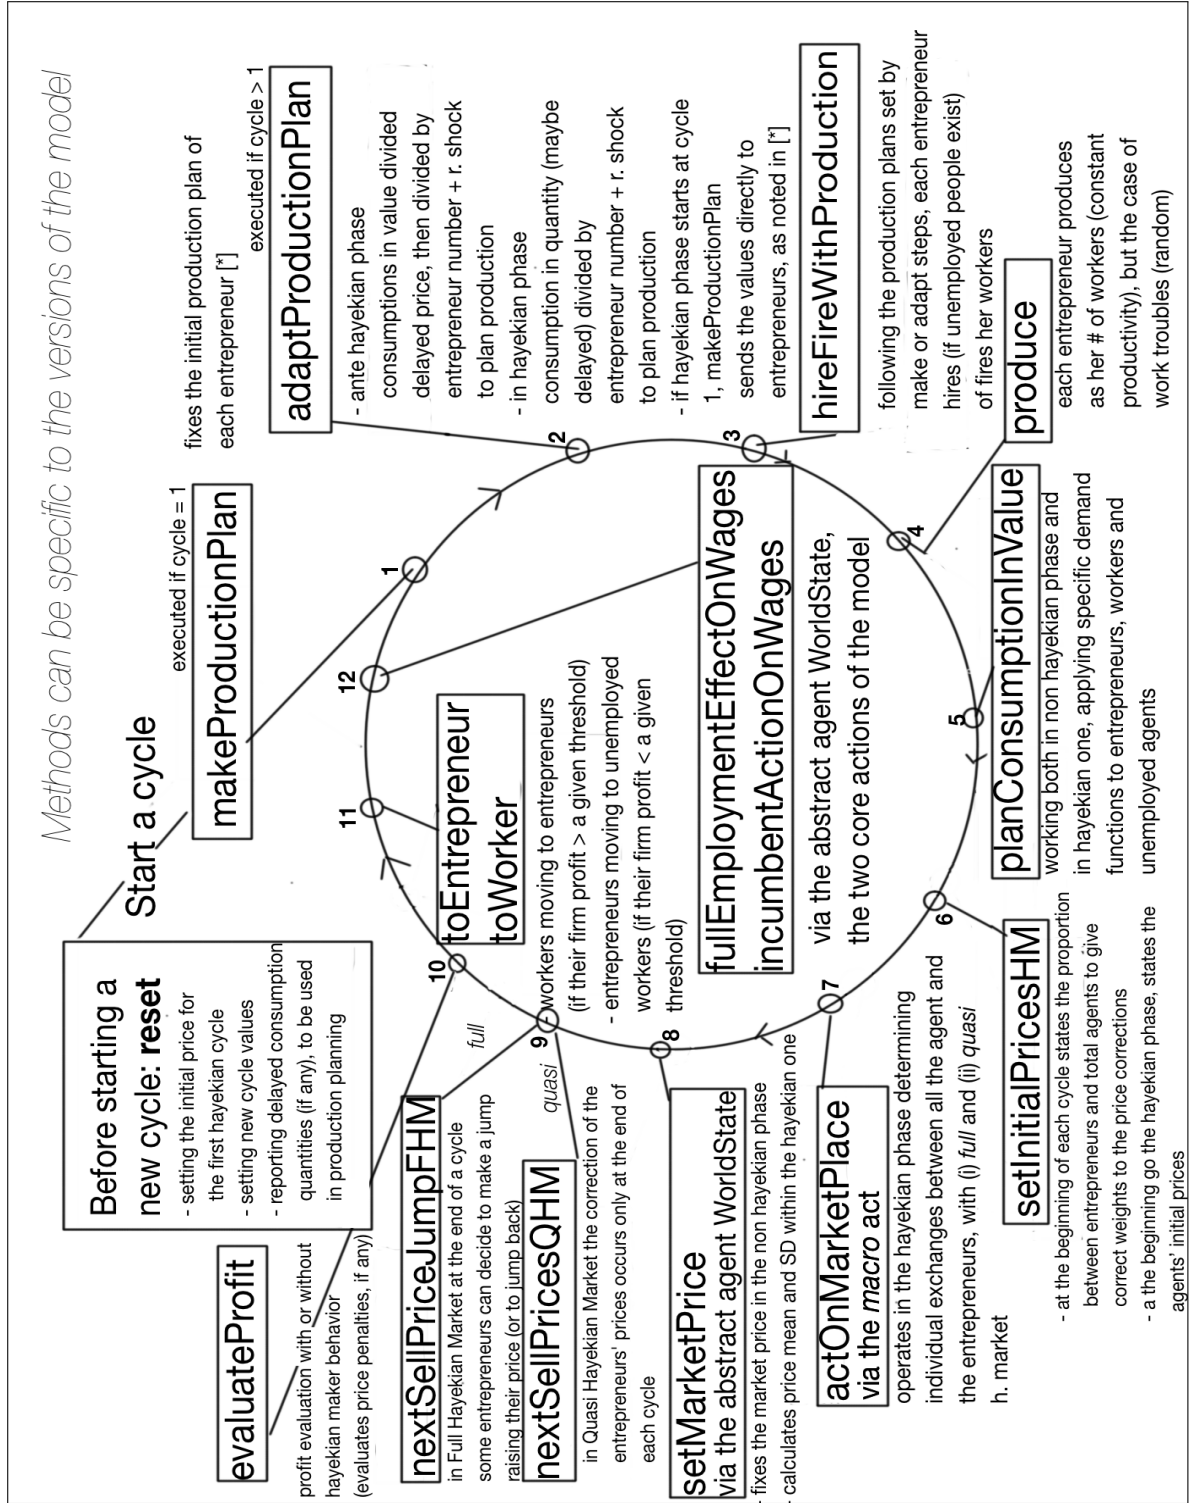 Methods can be specific to the versions of the model
Before starting a
new cycle: reset
- setting the initial price for
the first hayekian cycle
- setting new cycle values
- reporting delayed consumption
quantities (if any), to be used
in production planning
Start a cycle
executed if cycle = 1
makeProductionPlan
fixes the initial production plan of
each entrepreneur [*]
executed if cycle > 1
adaptProductionPlan
- ante hayekian phase
consumptions in value divided
delayed price, then divided by
entrepreneur number + r. shock
to plan production
- in hayekian phase
consumption in quantity (maybe
delayed) divided by
entrepreneur number + r. shock
to plan production
- if hayekian phase starts at cycle
1, makeProductionPlan
sends the values directly to
entrepreneurs, as noted in [*]
hireFireWithProduction
following the production plans set by
make or adapt steps, each entrepreneur
hires (if unemployed people exist)
of fires her workers
produce
each entrepreneur produces
as her # of workers (constant
productivity), but the case of
work troubles (random)
planConsumptionInValue
working both in non hayekian phase and
in hayekian one, applying specific demand
functions to entrepreneurs, workers and
unemployed agents
setInitialPricesHM
- at the beginning of each cycle states the proportion
between entrepreneurs and total agents to give
correct weights to the price corrections
- a the beginning go the hayekian phase, states the
agents' initial prices
actOnMarketPlace
via the macro act
operates in the hayekian phase determining
individual exchanges between all the agent and
the entrepreneurs, with (i) full and (ii) quasi
h. market
setMarketPrice
via the abstract agent WorldState
- fixes the market price in the non hayekian phase
- calculates price mean and SD within the hayekian one
nextSellPriceJumpFHM
in Full Hayekian Market at the end of a cycle
some entrepreneurs can decide to make a jump
raising their price (or to jump back)
nextSellPricesQHM
in Quasi Hayekian Market the correction of the
entrepreneurs' prices occurs only at the end of
each cycle
full
quasi
evaluateProfit
profit evaluation with or without
hayekian maker behavior
(evaluates price penalties, if any)
toEntrepreneur
toWorker
- workers moving to entrepreneurs
(if their firm profit > a given threshold)
- entrepreneurs moving to unemployed
workers (if their firm profit < a given
threshold)
fullEmploymentEffectOnWages
incumbentActionOnWages
via the abstract agent WorldState,
the two core actions of the model
1
2
3
4
5
6
7
8
9
10
11
12